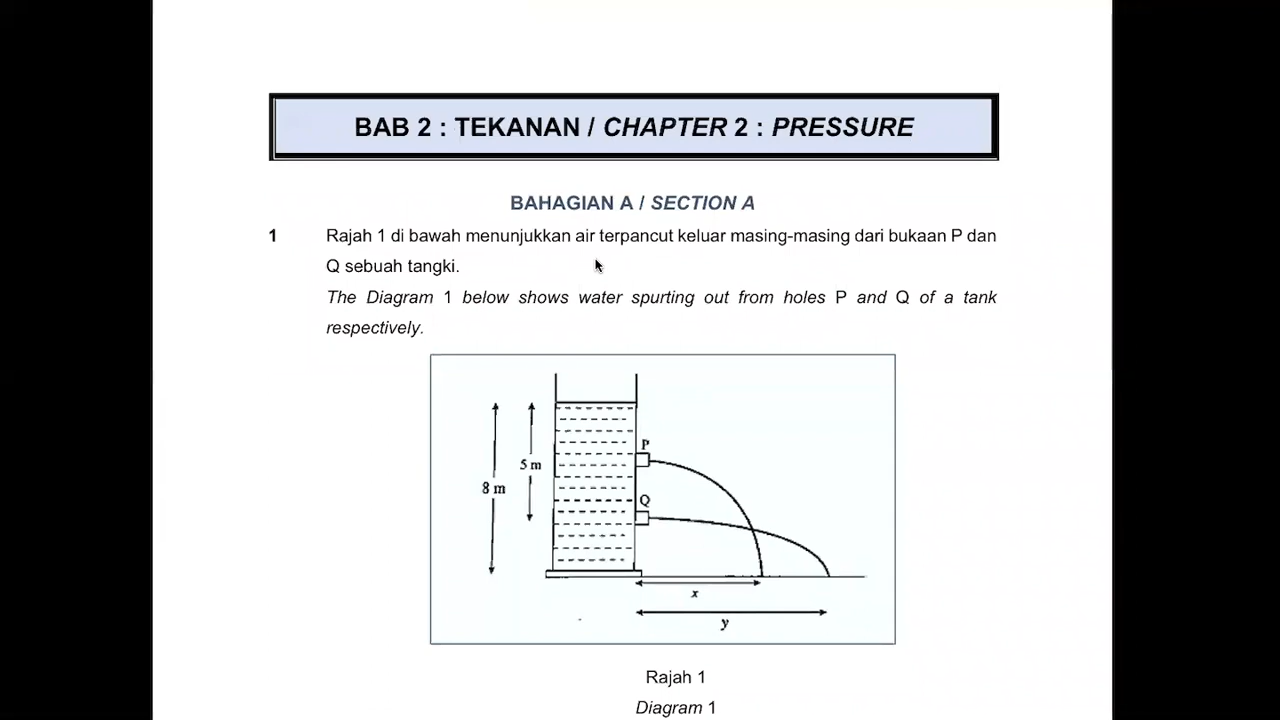 BAB 2 : TEKANAN / CHAPTER 2 : PRESSURE
BAHAGIAN A / SECTION A
1 Rajah 1 di bawah menunjukkan air terpancut keluar masing-masing dari bukaan P dan
Q sebuah tangki.
The Diagram 1 below shows water spurting out from holes P and Q of a tank
respectively.
P
5 m
8 m
Q
x
y
Rajah 1
Diagram 1